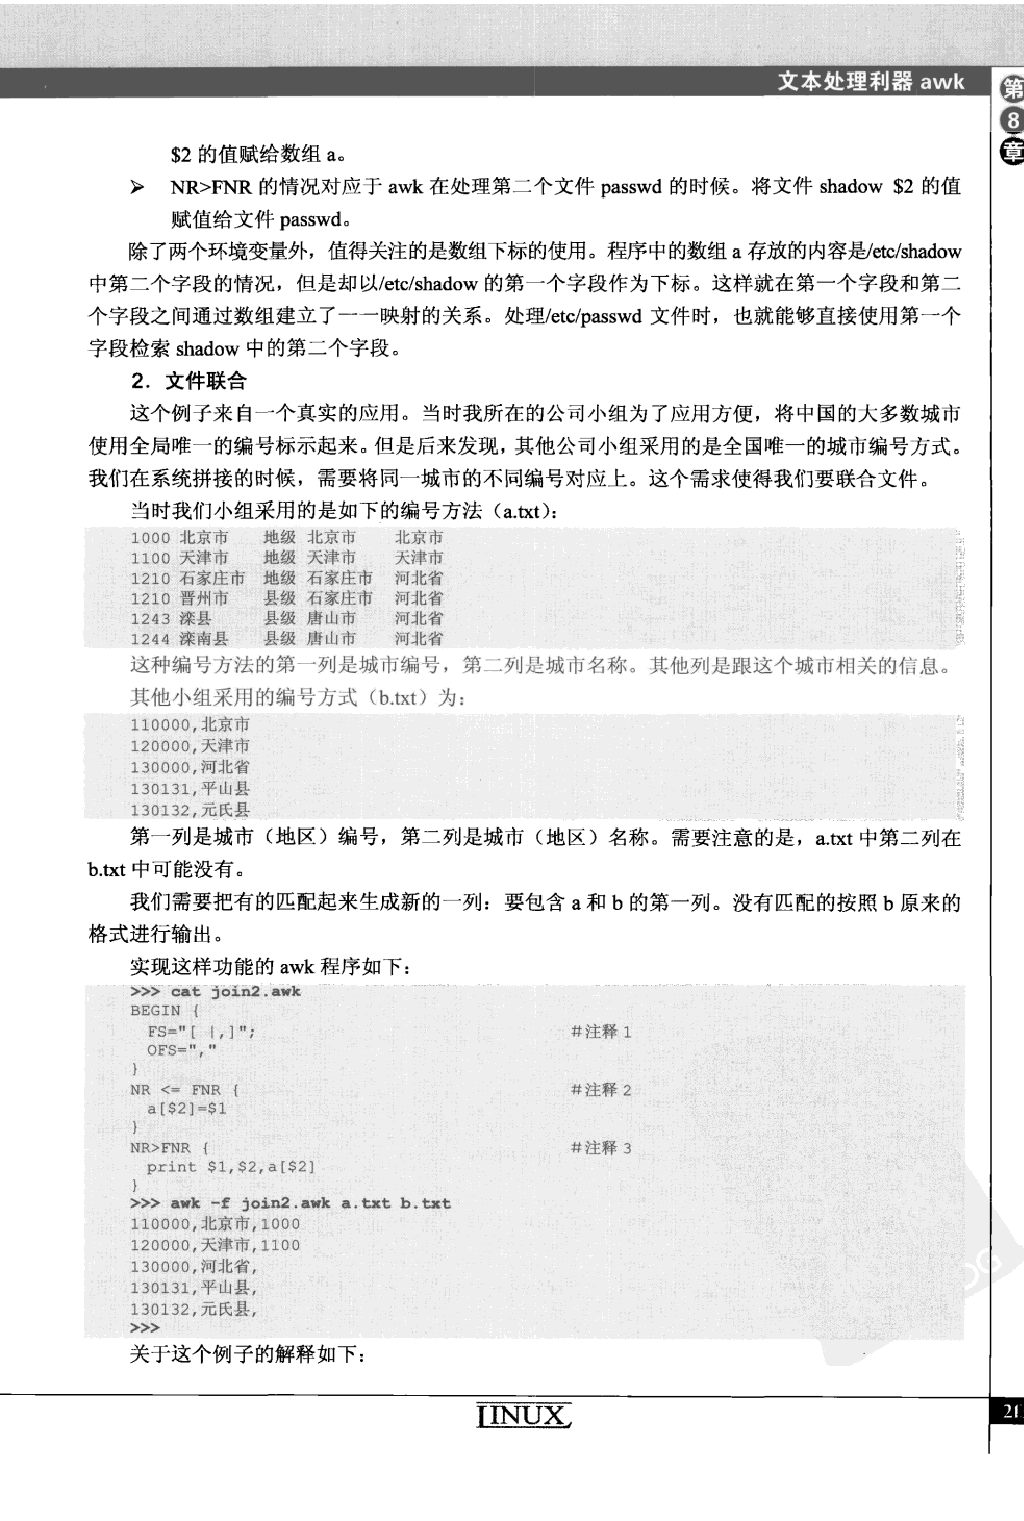 文本处理利器 awk
第
8
章
$2 的值赋给数组 a。
➢ NR>FNR 的情况对应于 awk 在处理第二个文件 passwd 的时候。将文件 shadow $2 的值
赋值给文件 passwd。
除了两个环境变量外，值得关注的是数组下标的使用。程序中的数组 a 存放的内容是/etc/shadow
中第二个字段的情况，但是却以/etc/shadow 的第一个字段作为下标。这样就在第一个字段和第二
个字段之间通过数组建立了一一映射的关系。处理/etc/passwd 文件时，也就能够直接使用第一个
字段检索 shadow 中的第二个字段。
2．文件联合
这个例子来自一个真实的应用。当时我所在的公司小组为了应用方便，将中国的大多数城市
使用全局唯一的编号标示起来。但是后来发现，其他公司小组采用的是全国唯一的城市编号方式。
我们在系统拼接的时候，需要将同一城市的不同编号对应上。这个需求使得我们要联合文件。
当时我们小组采用的是如下的编号方法（a.txt）：
1000 北京市 地级 北京市 北京市
1100 天津市 地级 天津市 天津市
1210 石家庄市 地级 石家庄市 河北省
1210 晋州市 县级 石家庄市 河北省
1243 滦县 县级 唐山市 河北省
1244 滦南县 县级 唐山市 河北省
这种编号方法的第一列是城市编号，第二列是城市名称。其他列是跟这个城市相关的信息。
其他小组采用的编号方式（b.txt）为：
110000,北京市
120000,天津市
130000,河北省
130131,平山县
130132,元氏县
第一列是城市（地区）编号，第二列是城市（地区）名称。需要注意的是，a.txt 中第二列在
b.txt 中可能没有。
我们需要把有的匹配起来生成新的一列：要包含 a 和 b 的第一列。没有匹配的按照 b 原来的
格式进行输出。
实现这样功能的 awk 程序如下：
>>> cat join2.awk
BEGIN {
FS="[ |,]"; #注释 1
OFS=","
}
NR <= FNR { #注释 2
a[$2]=$1
}
NR>FNR { #注释 3
print $1,$2,a[$2]
}
>>> awk -f join2.awk a.txt b.txt
110000,北京市,1000
120000,天津市,1100
130000,河北省,
130131,平山县,
130132,元氏县,
>>>
关于这个例子的解释如下：
LINUX